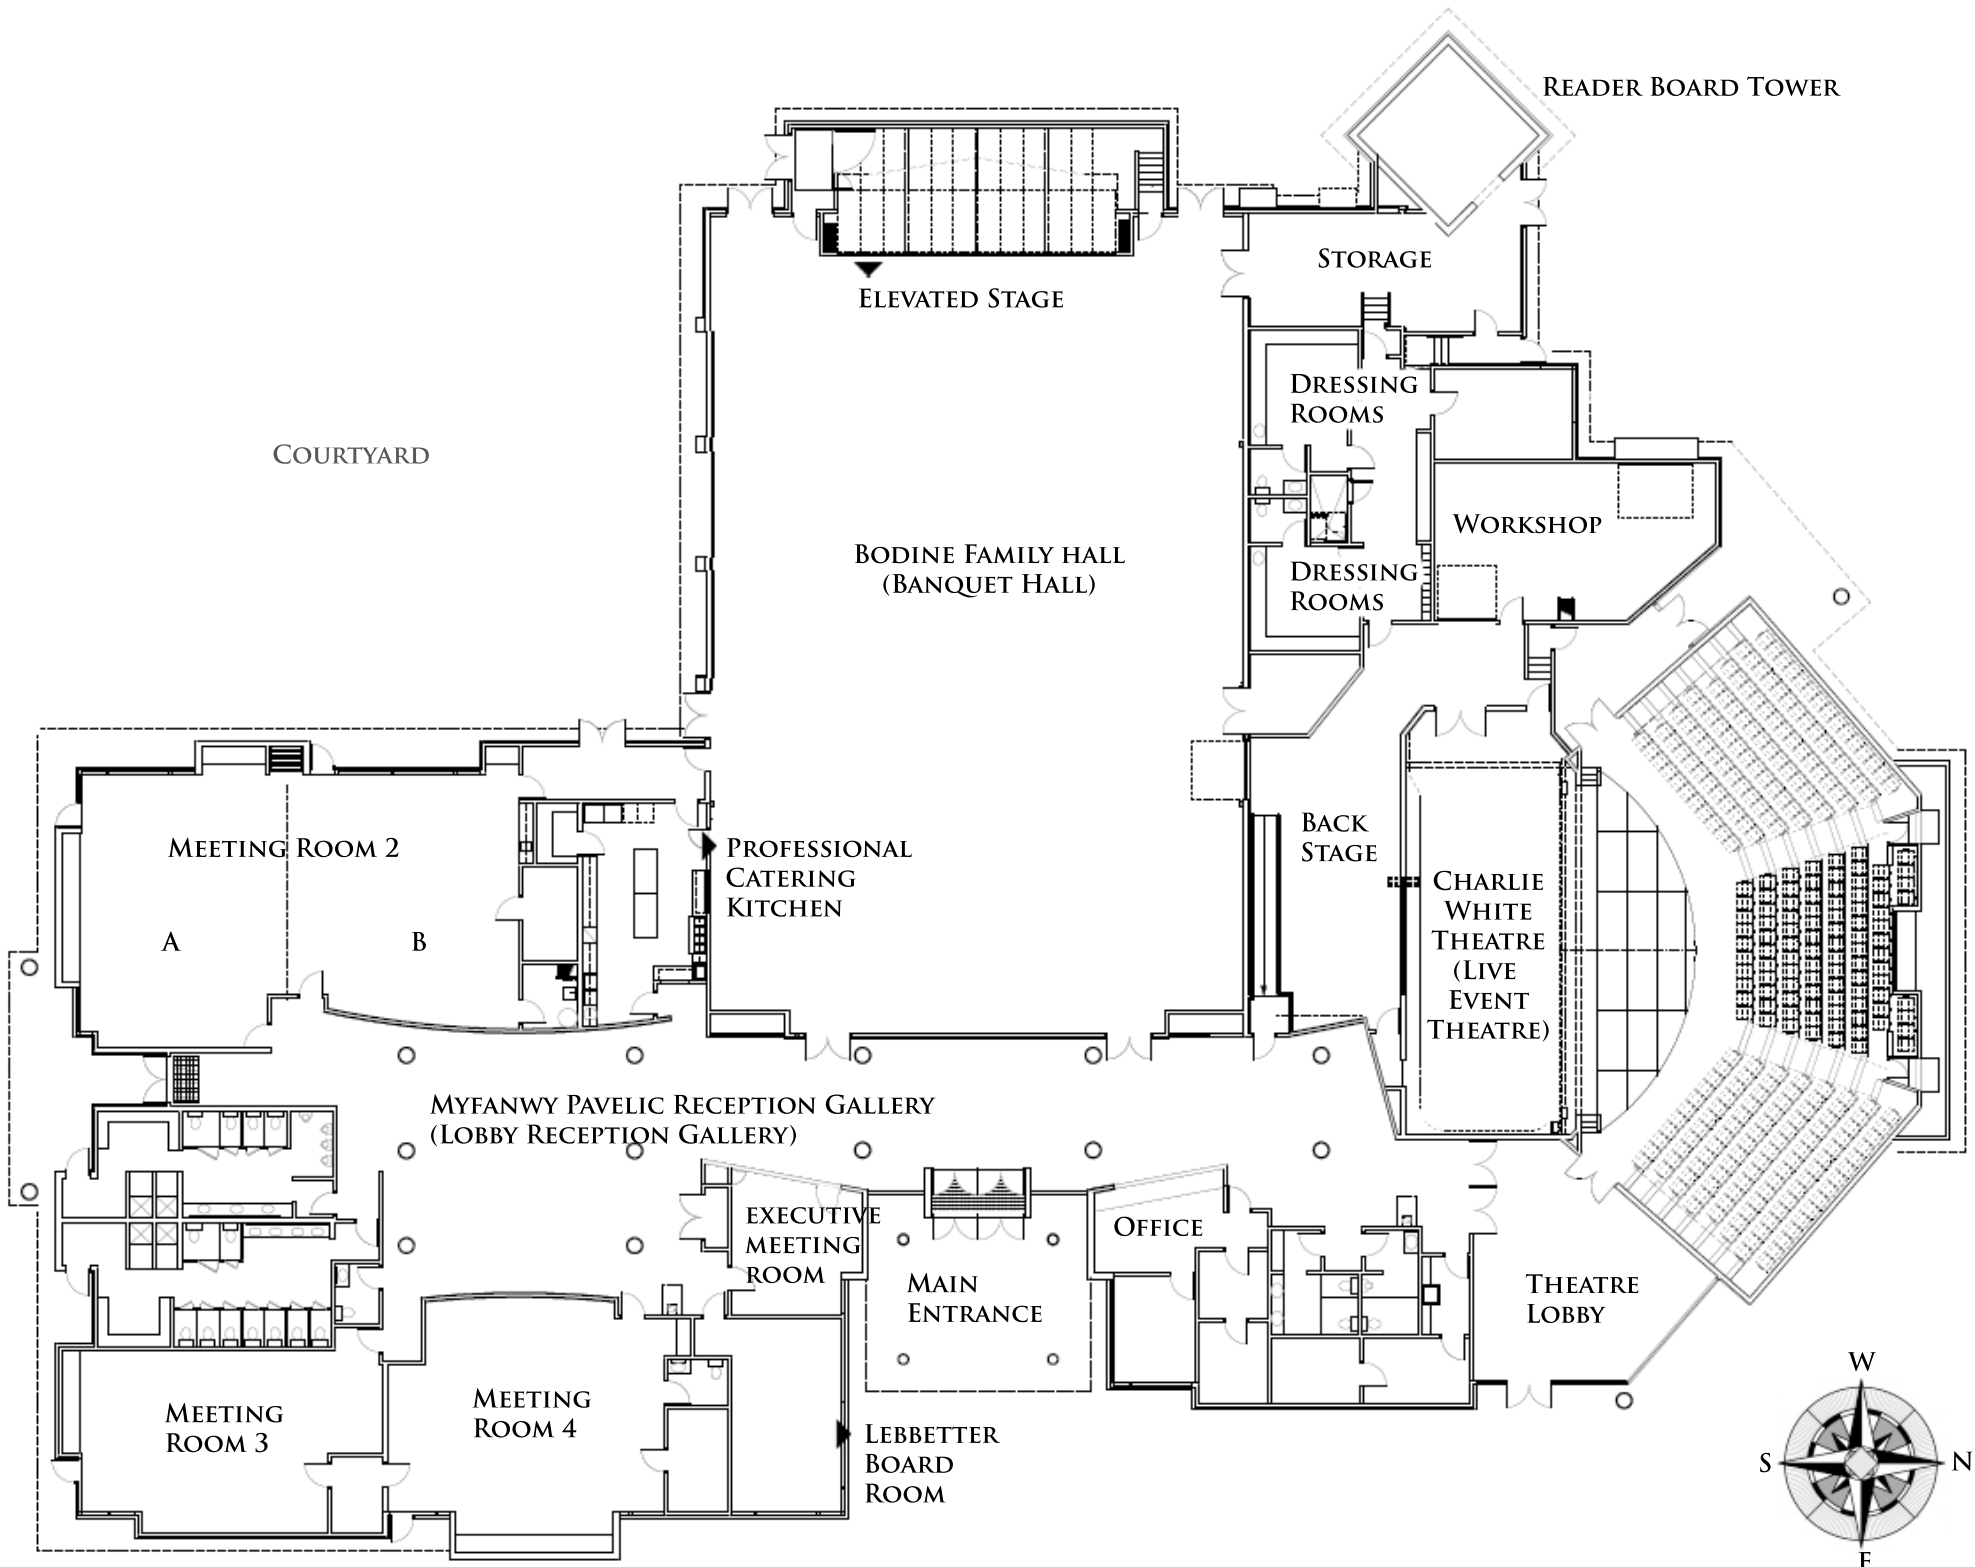 Reader Board Tower
Storage
Elevated Stage
Dressing
Rooms
Courtyard
Workshop
Bodine Family hall
(Banquet Hall)
Dressing
Rooms
Meeting Room 2
Professional
Catering
Kitchen
Back
Stage
Charlie
White
Theatre
(Live
Event
Theatre)
A
B
Myfanwy Pavelic Reception Gallery
(Lobby Reception Gallery)
executive
meeting
room
Office
Main
Entrance
Theatre
Lobby
Meeting
Room 3
Meeting
Room 4
Lebbetter
Board
Room
W
S
N
E